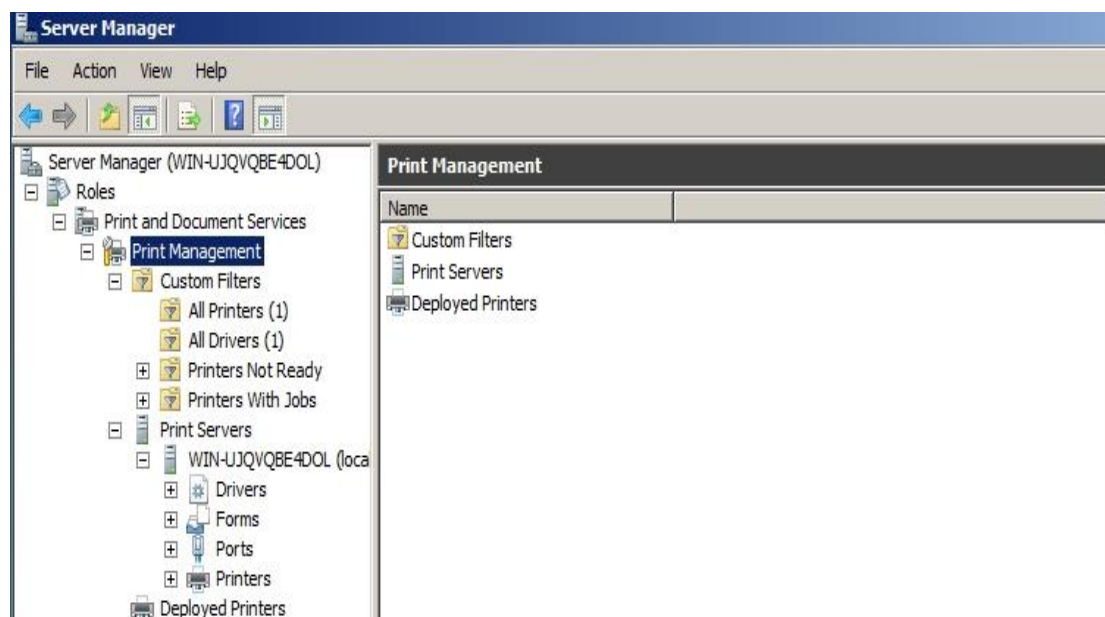 Server Manager
File Action View Help
Server Manager (WIN-UJQVQBE4DOL)
Roles
Print and Document Services
Print Management
Custom Filters
All Printers (1)
All Drivers (1)
Printers Not Ready
Printers With Jobs
Print Servers
WIN-UJQVQBE4DOL (loca
Drivers
Forms
Ports
Printers
Deployed Printers
Print Management
Name
Custom Filters
Print Servers
Deployed Printers